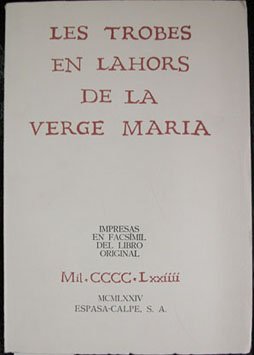 LES TROBES
EN LAHORS
DE LA
VERGE MARIA
IMPRESAS
EN FACSÍMIL
DEL LIBRO
ORIGINAL
Mil·CCCC·Lxxiiii
MCMLXXIV
ESPASA-CALPE, S. A.